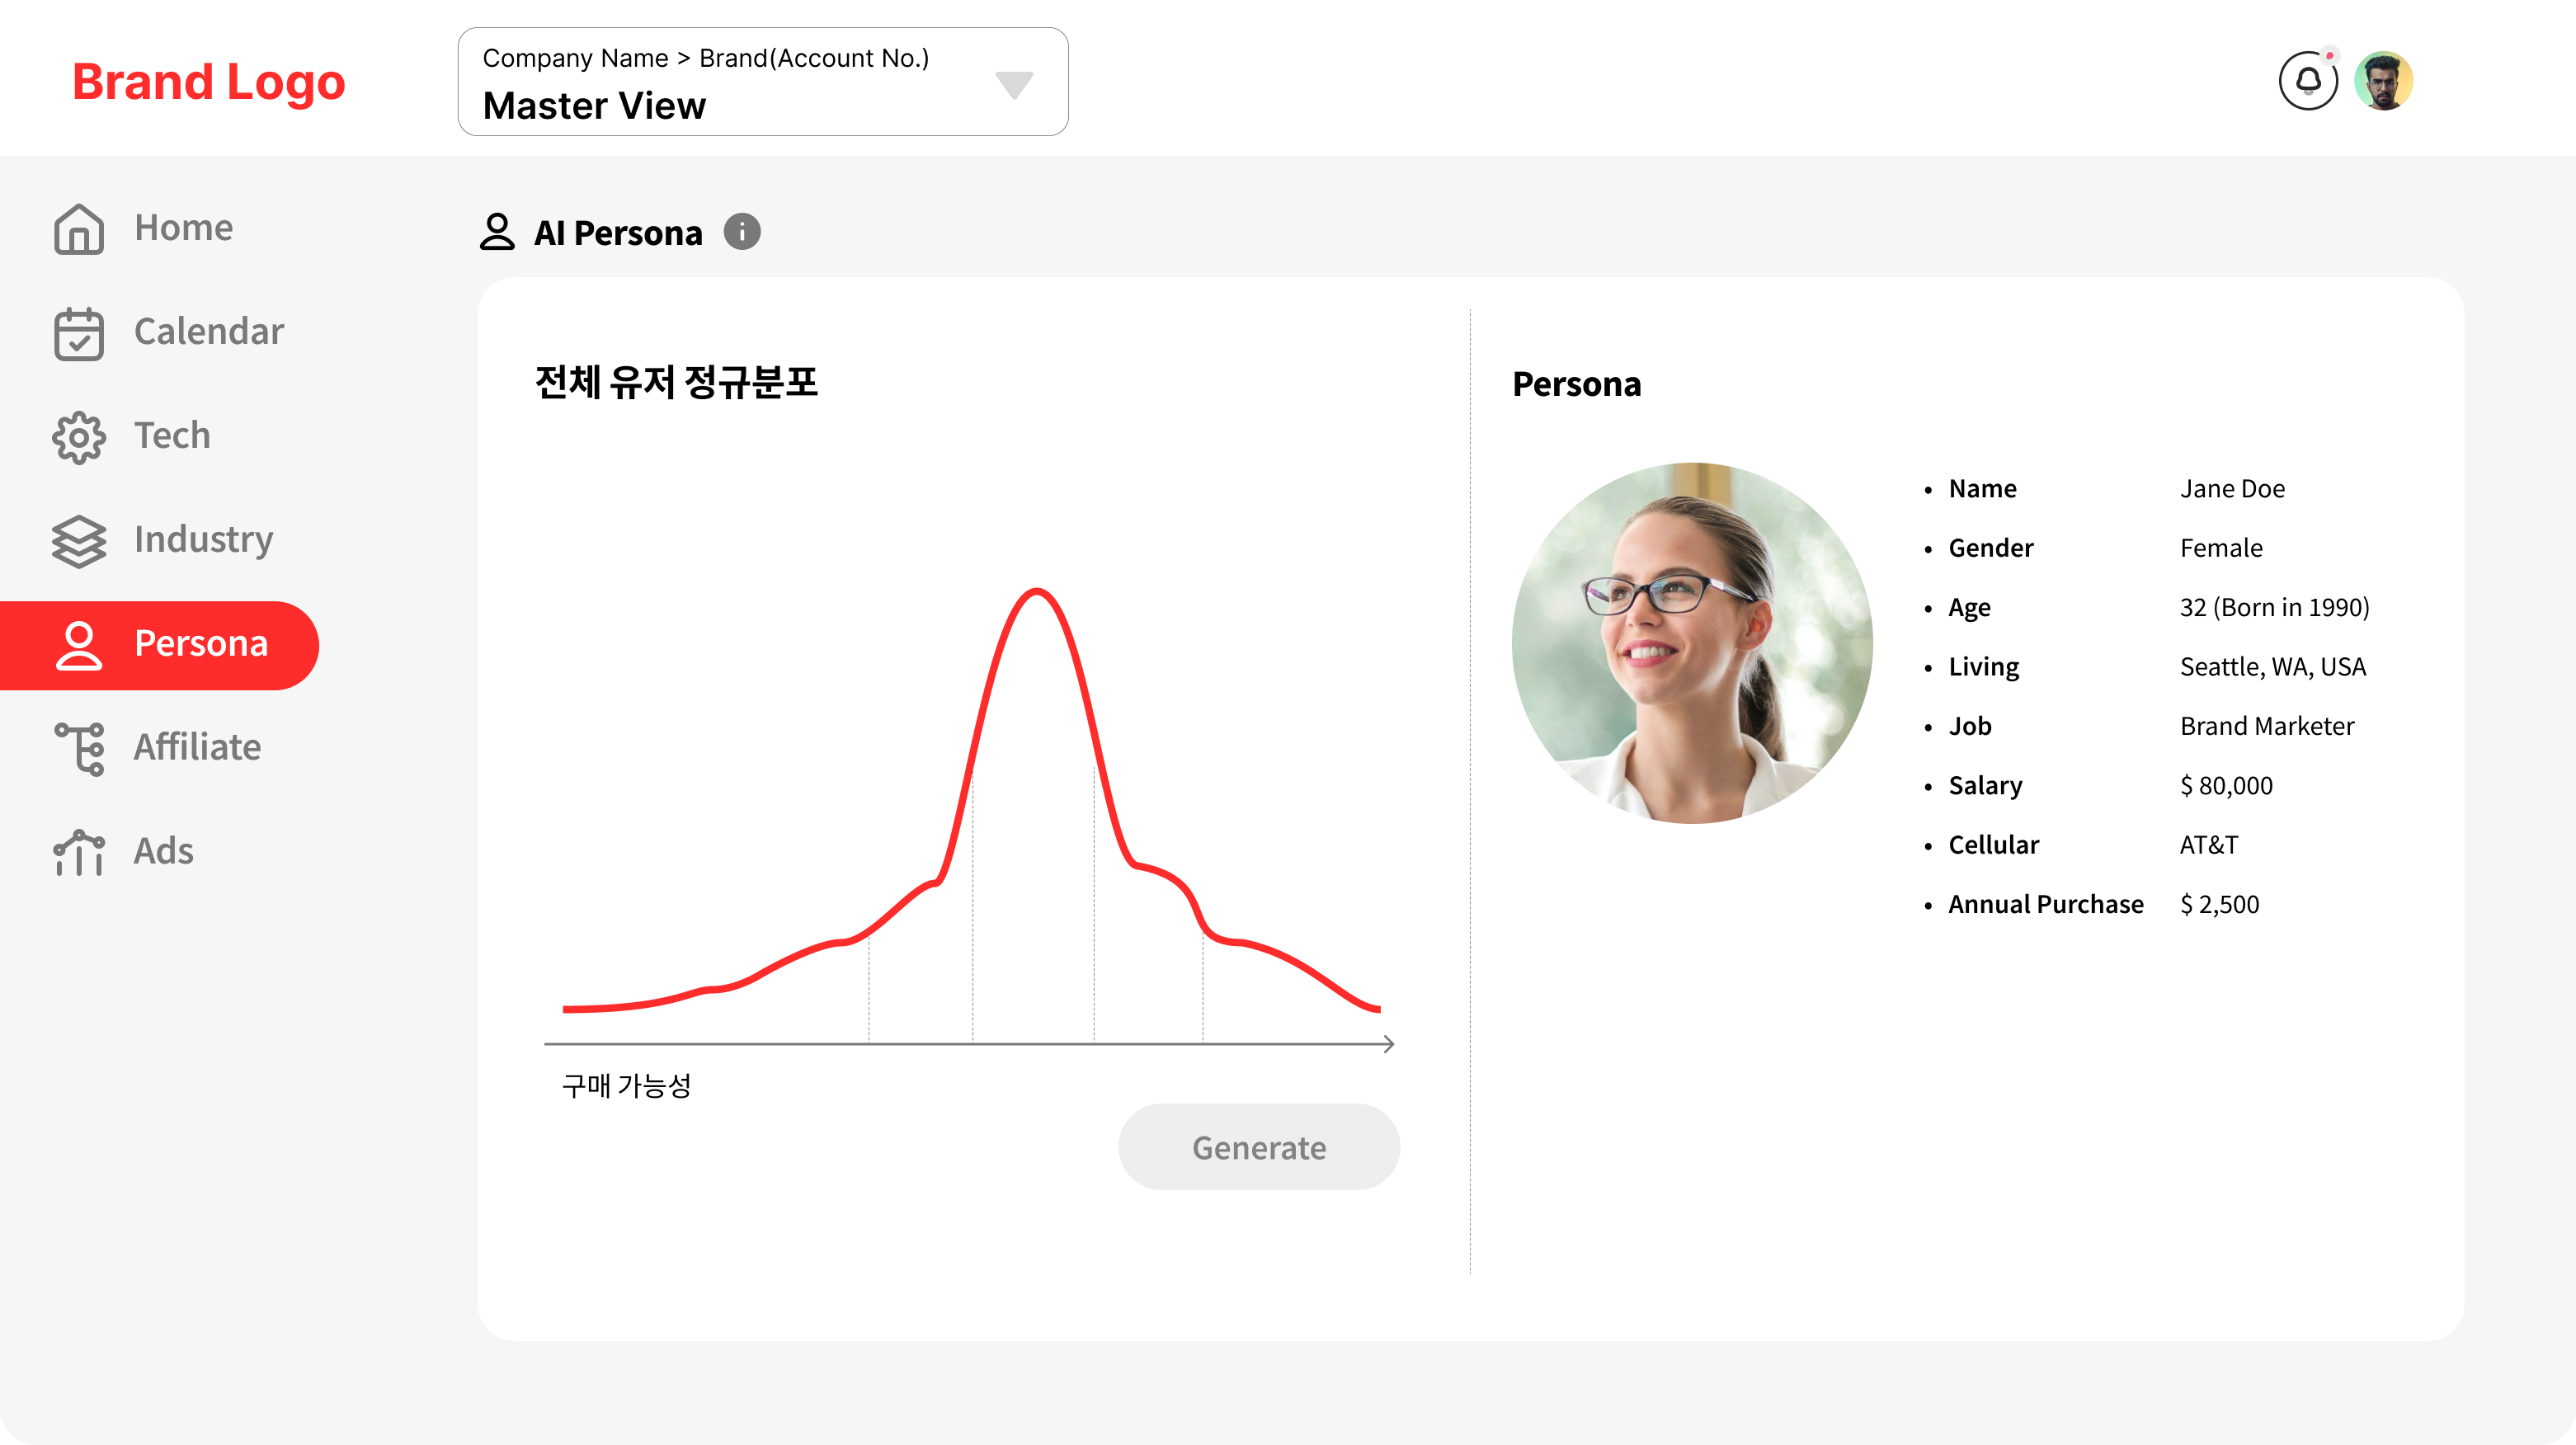 Brand Logo
Company Name > Brand(Account No.)
Master View
Home
Calendar
Tech
Industry
Persona
Affiliate
Ads
AI Persona
전체 유저 정규분포
구매 가능성
Generate
Persona
• Name Jane Doe
• Gender Female
• Age 32 (Born in 1990)
• Living Seattle, WA, USA
• Job Brand Marketer
• Salary $ 80,000
• Cellular AT&T
• Annual Purchase $ 2,500